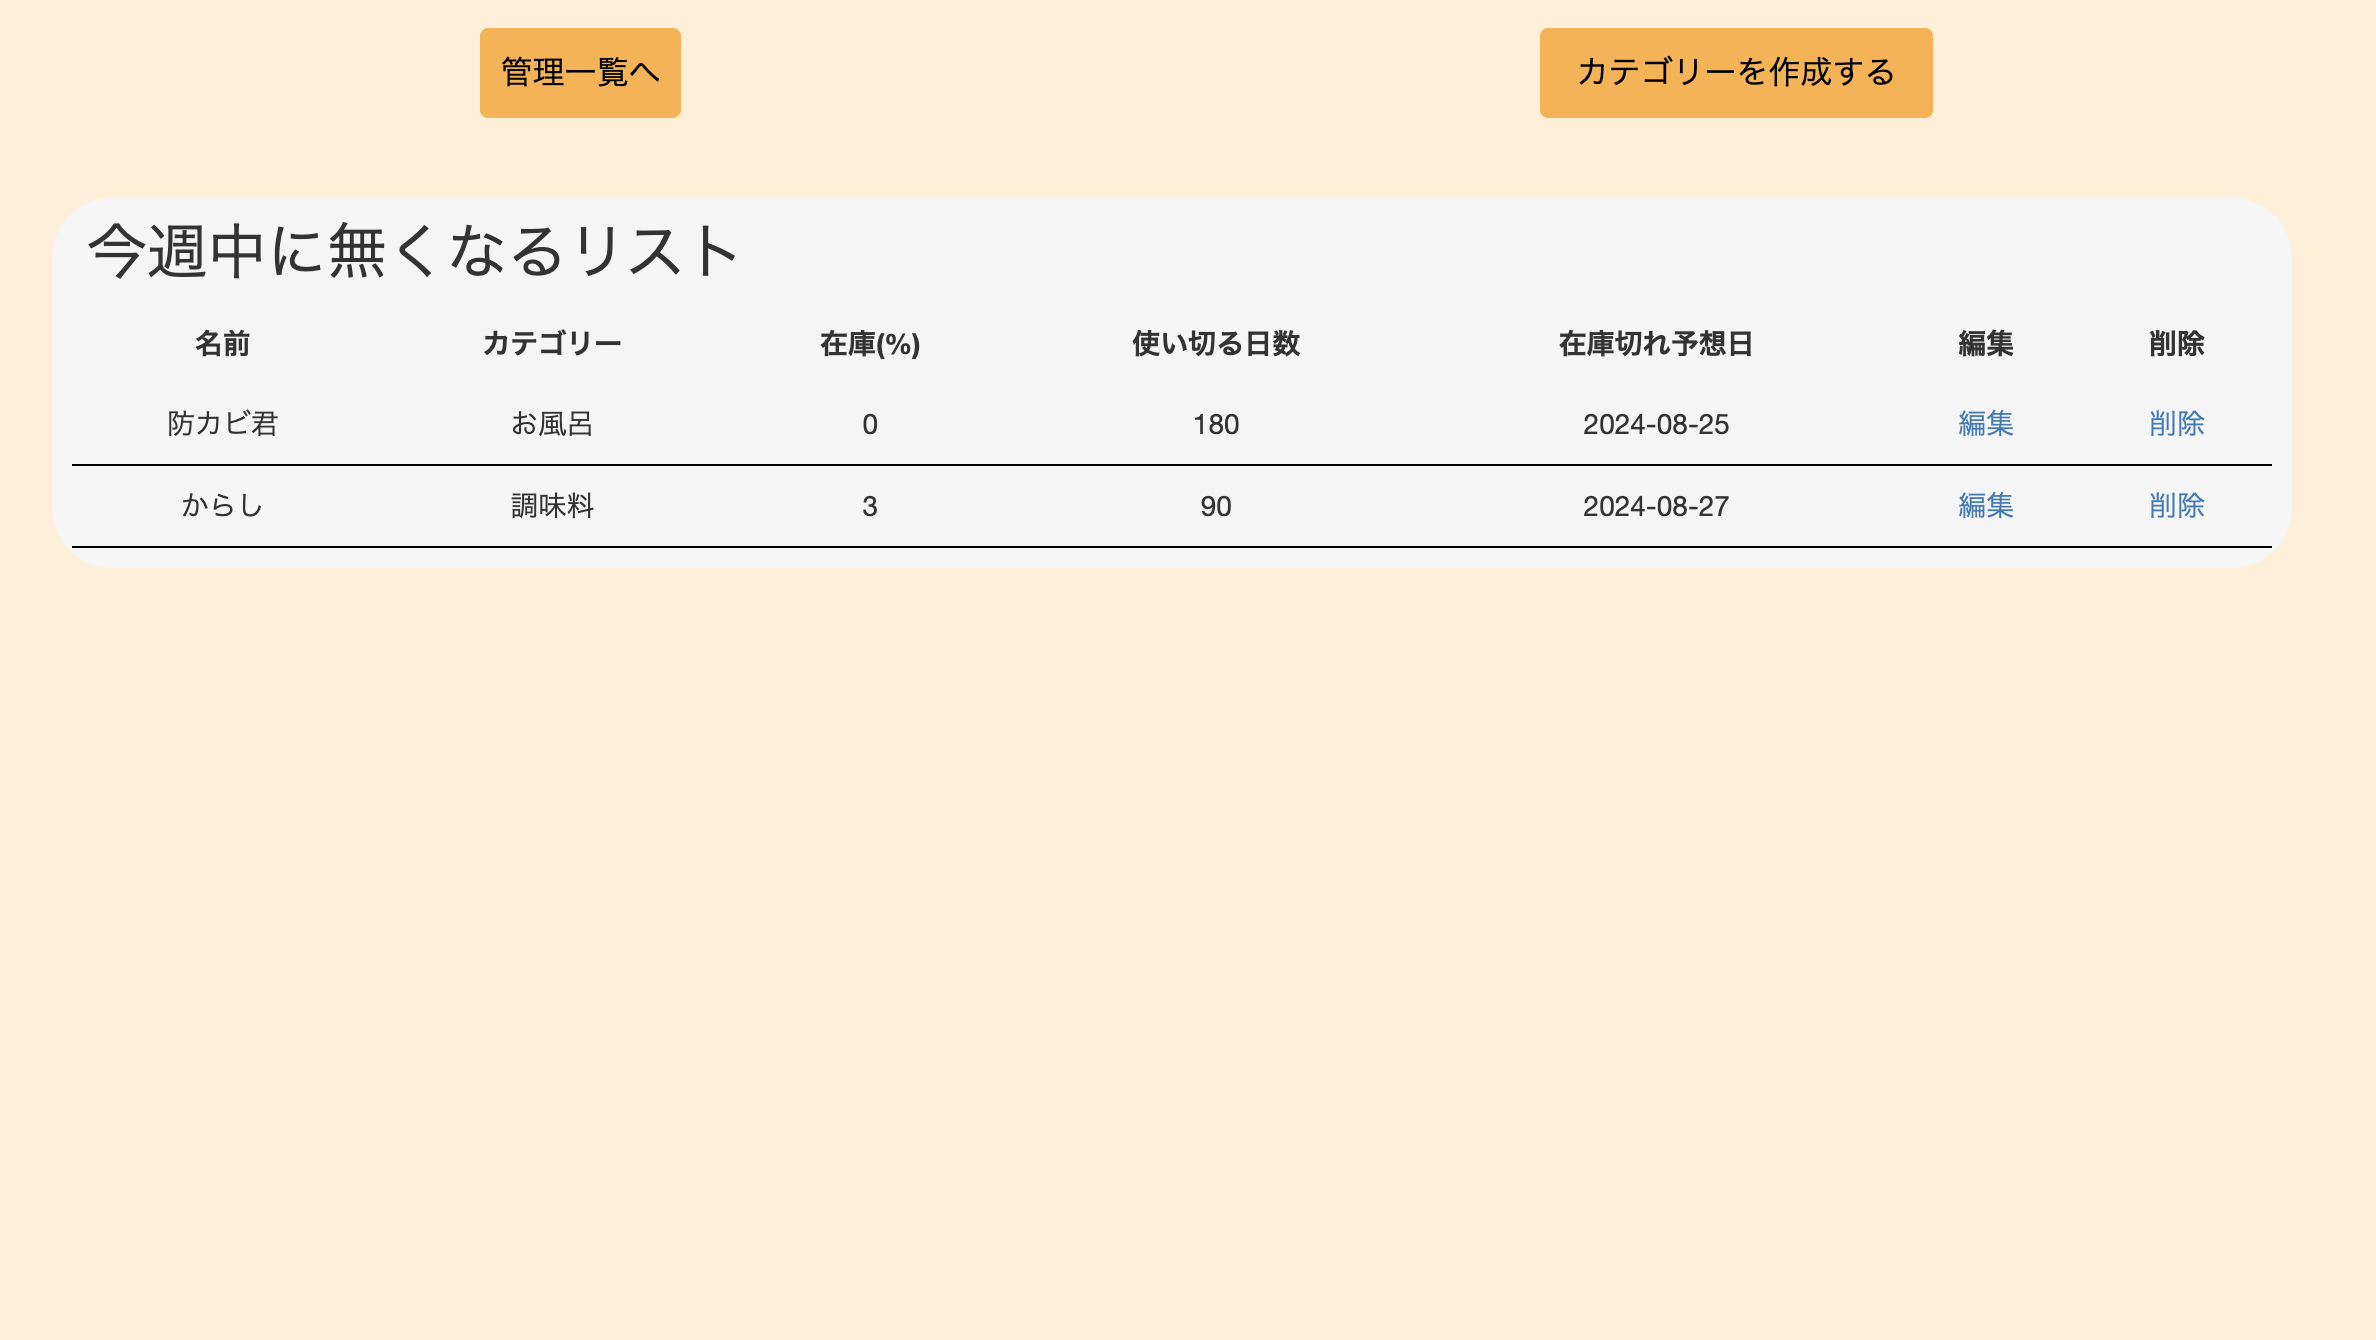 管理一覧へ カテゴリーを作成する
今週中に無くなるリスト
名前 カテゴリー 在庫(%) 使い切る日数 在庫切れ予想日 編集 削除
防カビ君 お風呂 0 180 2024-08-25 編集 削除
からし 調味料 3 90 2024-08-27 編集 削除